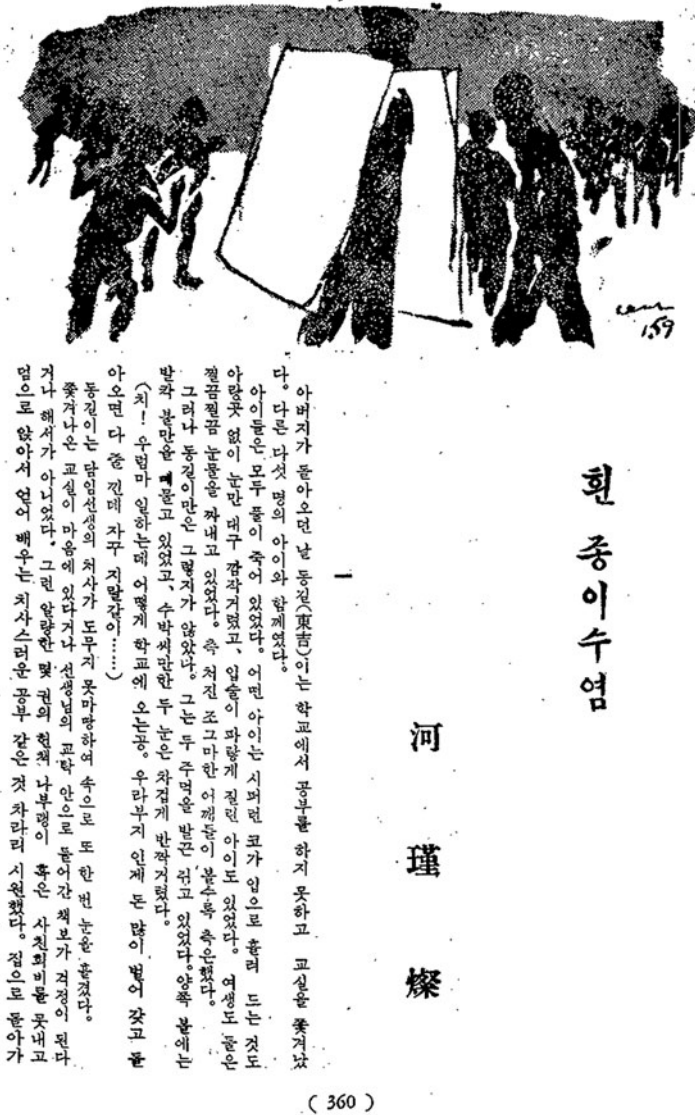 1.59
흰 종이수염
河瑾燦
一
아버지가 돌아오던 날 동길(東吉)이는 학교에서 공부를 하지 못하고 교실을 쫓겨났
다. 다른 다섯 명의 아이와 함께였다.
아이들은 모두 풀이 죽어 있었다. 어떤 아이는 시퍼런 코가 입으로 흘러 드는 것도
아랑곳 없이 눈만 대구 깜작거렸고, 입술이 파랗게 질린 아이도 있었다. 여생도 둘은
찔끔찔끔 눈물을 짜내고 있었다. 축 처진 조그마한 어깨들이 볼수록 측은했다.
그러나 동길이만은 그렇지가 않았다. 그는 두 주먹을 발끈 쥐고 있었다. 양쪽 볼에는
발칵 불만을 빼물고 있었고, 수박씨만한 두 눈은 차갑게 반짝거렸다.
(치! 우럼마 일하는데 어떻게 학교에 오는공. 우라부지 인제 돈 많이 벌어 갖고 돌
아오면 다 줄 낀데 자꾸 지랄같이……)
동길이는 담임선생의 처사가 도무지 못마땅하여 속으로 또 한 번 눈을 흘겼다.
쫓겨나온 교실이 마음에 있다거나 선생님의 교탁 안으로 들어간 책보가 걱정이 된다
거나 해서가 아니었다. 그런 알량한 몇 권의 헌책 나부랭이 혹은 사친회비를 못내고
덤으로 앉아서 얻어 배우는 치사스러운 공부 같은 것 차라리 시원했다. 집으로 돌아가
( 360 )